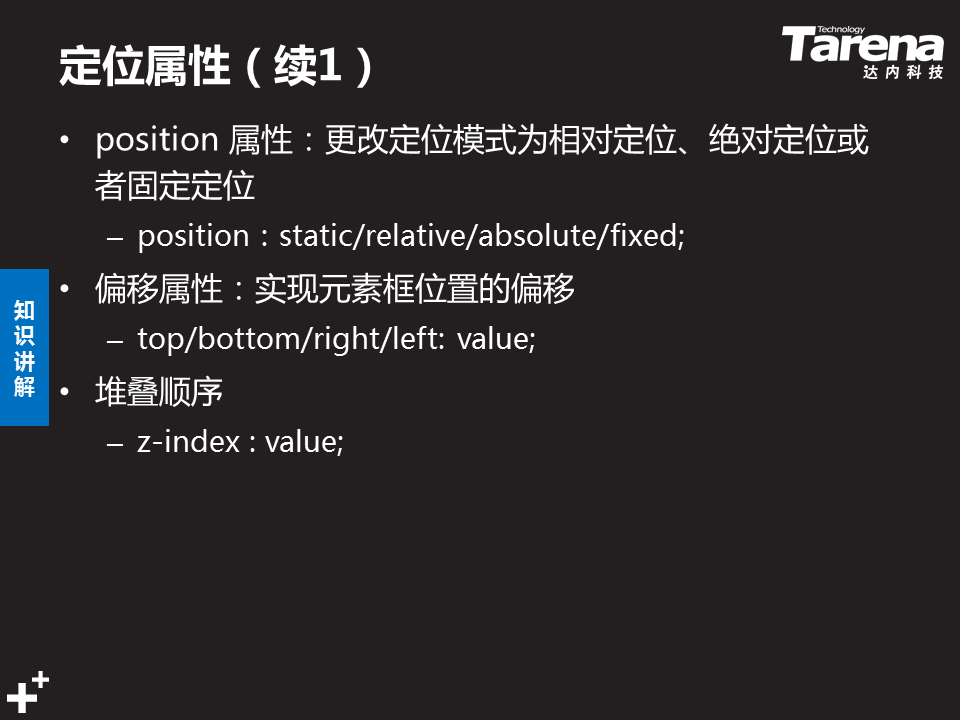 定位属性（续1）
Technology
Tarena
达内科技
• position 属性：更改定位模式为相对定位、绝对定位或
者固定定位
– position：static/relative/absolute/fixed;
• 偏移属性：实现元素框位置的偏移
– top/bottom/right/left: value;
• 堆叠顺序
– z-index : value;
知
识
讲
解